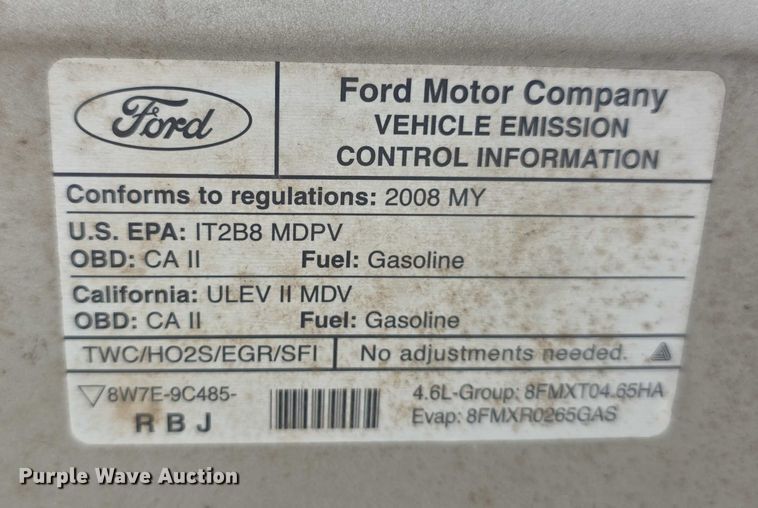 Ford
Ford Motor Company
VEHICLE EMISSION
CONTROL INFORMATION
Conforms to regulations: 2008 MY
U.S. EPA: IT2B8 MDPV
OBD: CA II Fuel: Gasoline
California: ULEV II MDV
OBD: CA II Fuel: Gasoline
TWC/HO2S/EGR/SFI No adjustments needed.
8W7E-9C485-
R B J
4.6L-Group: 8FMXT04.65HA
Evap: 8FMXR0265GAS
Purple Wave Auction